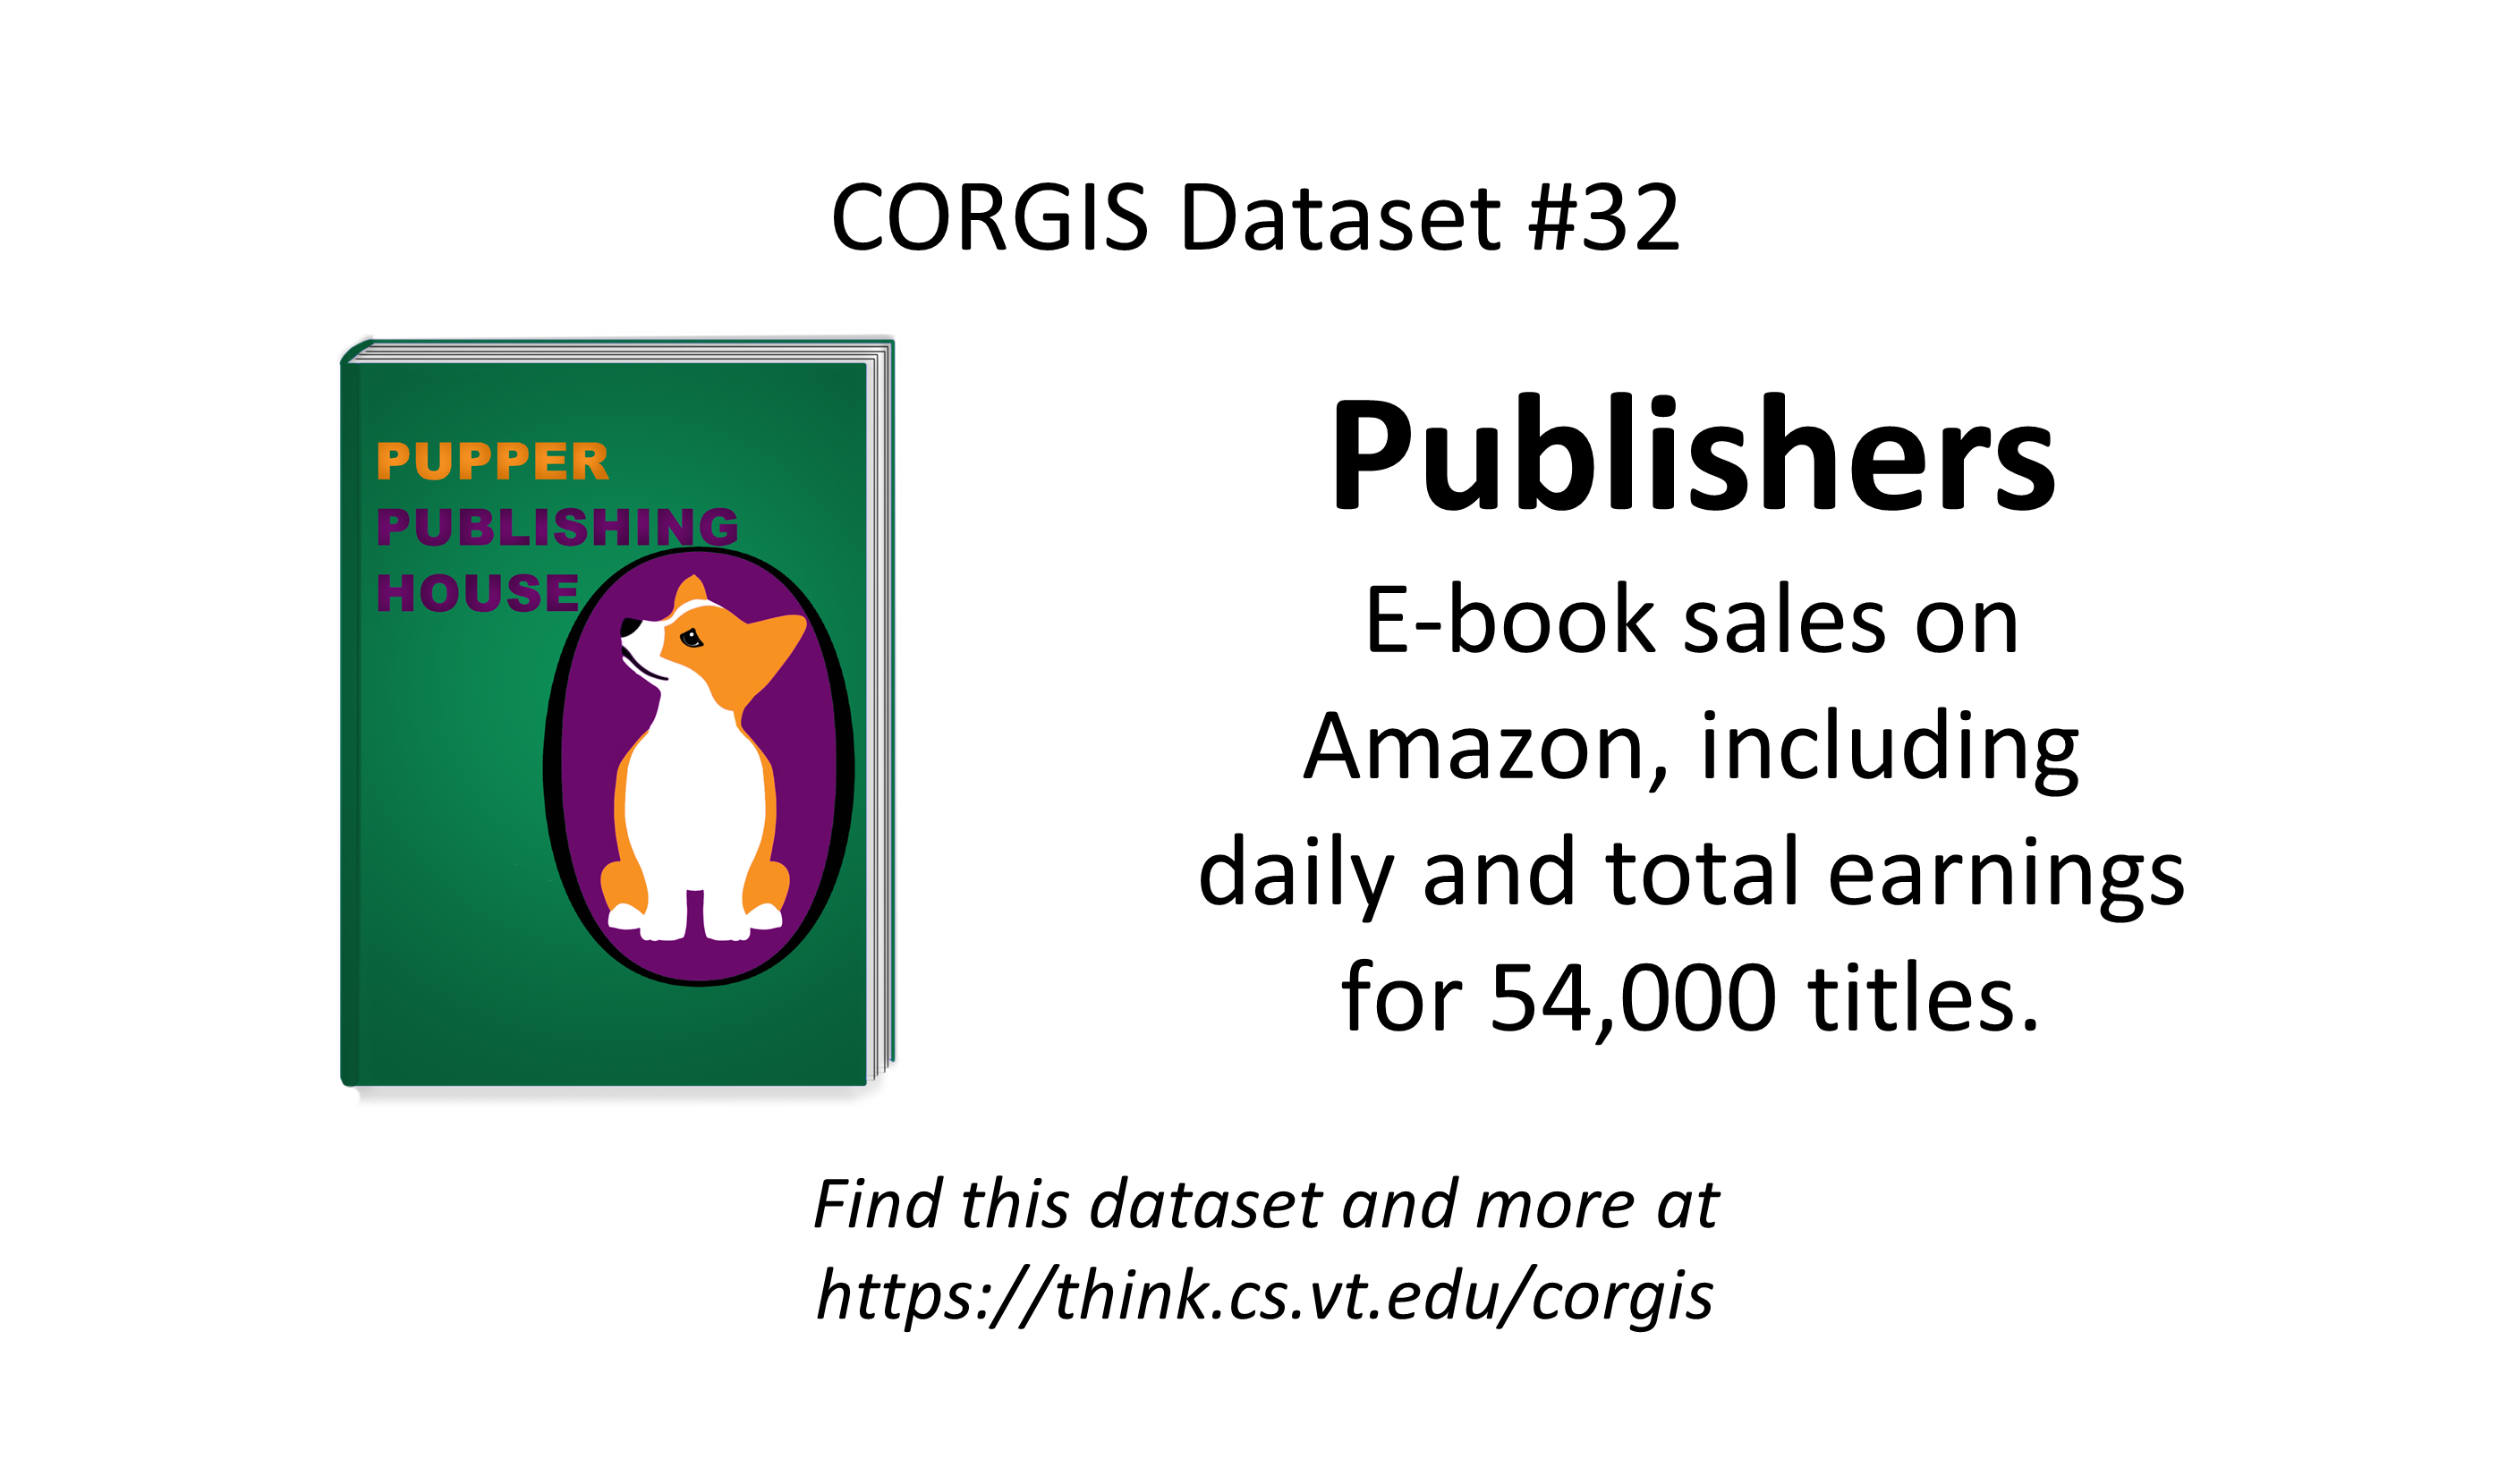 CORGIS Dataset #32
PUPPER
PUBLISHING
HOUSE
Publishers
E-book sales on
Amazon, including
daily and total earnings
for 54,000 titles.
Find this dataset and more at
https://think.cs.vt.edu/corgis